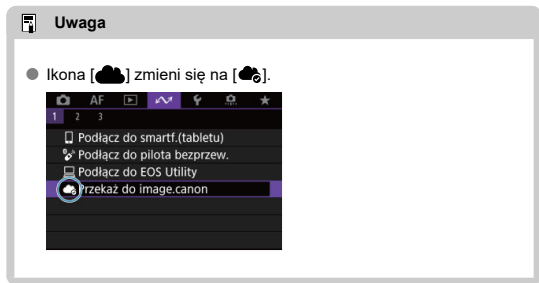 Uwaga
Ikona [ ] zmieni się na [ ].
AF
1 2 3
Podłącz do smartf.(tabletu)
Podłącz do pilota bezprzew.
Podłącz do EOS Utility
Przekaż do image.canon